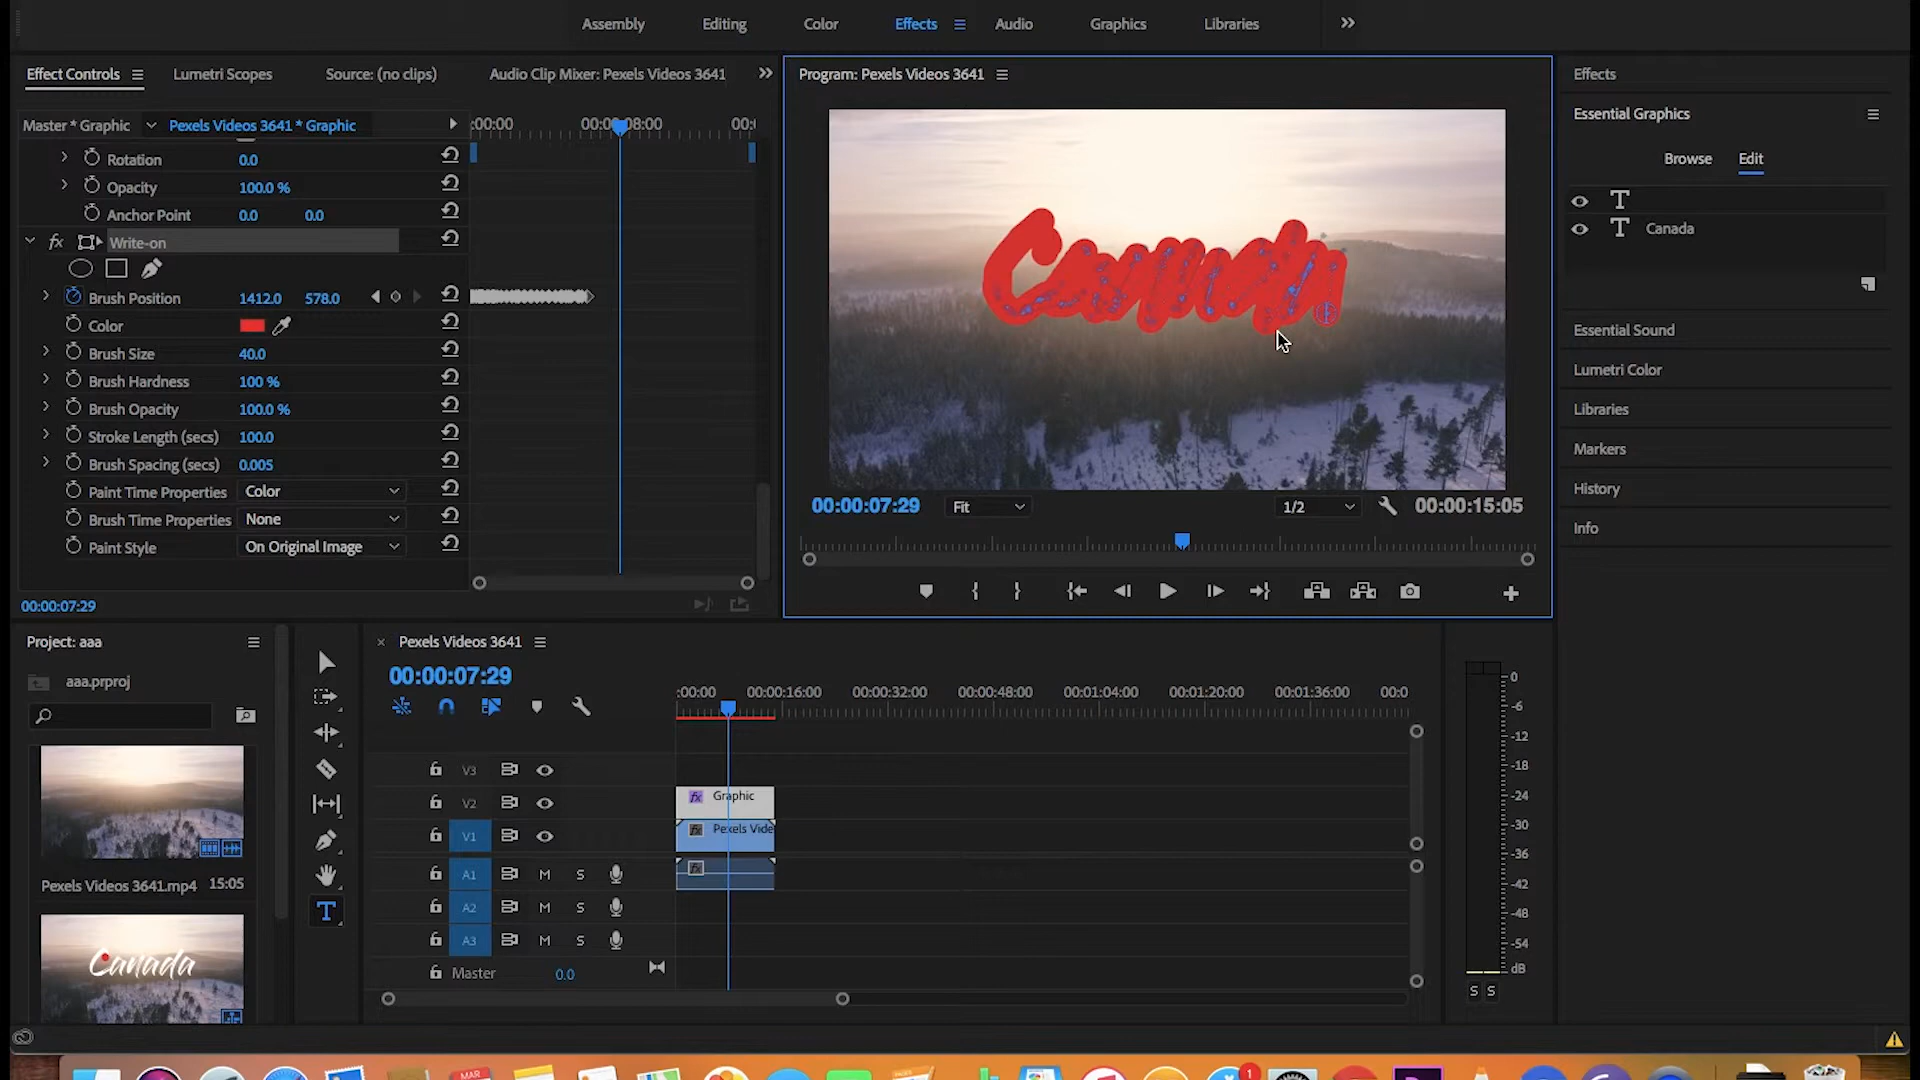 Assembly Editing Color Effects Audio Graphics Libraries
Effect Controls Lumetri Scopes Source: (no clips) Audio Clip Mixer: Pexels Videos 3641
Master * Graphic Pexels Videos 3641 * Graphic
:00:00 00:00:08:00 00:
Rotation 0.0
Opacity 100.0 %
Anchor Point 0.0 0.0
fx Write-on
Brush Position 1412.0 578.0
Color
Brush Size 40.0
Brush Hardness 100 %
Brush Opacity 100.0 %
Stroke Length (secs) 100.0
Brush Spacing (secs) 0.005
Paint Time Properties Color
Brush Time Properties None
Paint Style On Original Image
00:00:07:29
Program: Pexels Videos 3641
00:00:07:29 Fit 1/2 00:00:15:05
Effects
Essential Graphics
Browse Edit
T
T Canada
Essential Sound
Lumetri Color
Libraries
Markers
History
Info
Project: aaa
aaa.prproj
Pexels Videos 3641.mp4 15:05
Canada
T
Pexels Videos 3641
00:00:07:29
:00:00 00:00:16:00 00:00:32:00 00:00:48:00 00:01:04:00 00:01:20:00 00:01:36:00 00:0
V3
V2 fx Graphic
V1 fx Pexels Vide
A1 M S fx
A2 M S
A3 M S
Master 0.0
0
-6
-12
-18
-24
-30
-36
-42
-48
-54
dB
S S
MAR
1